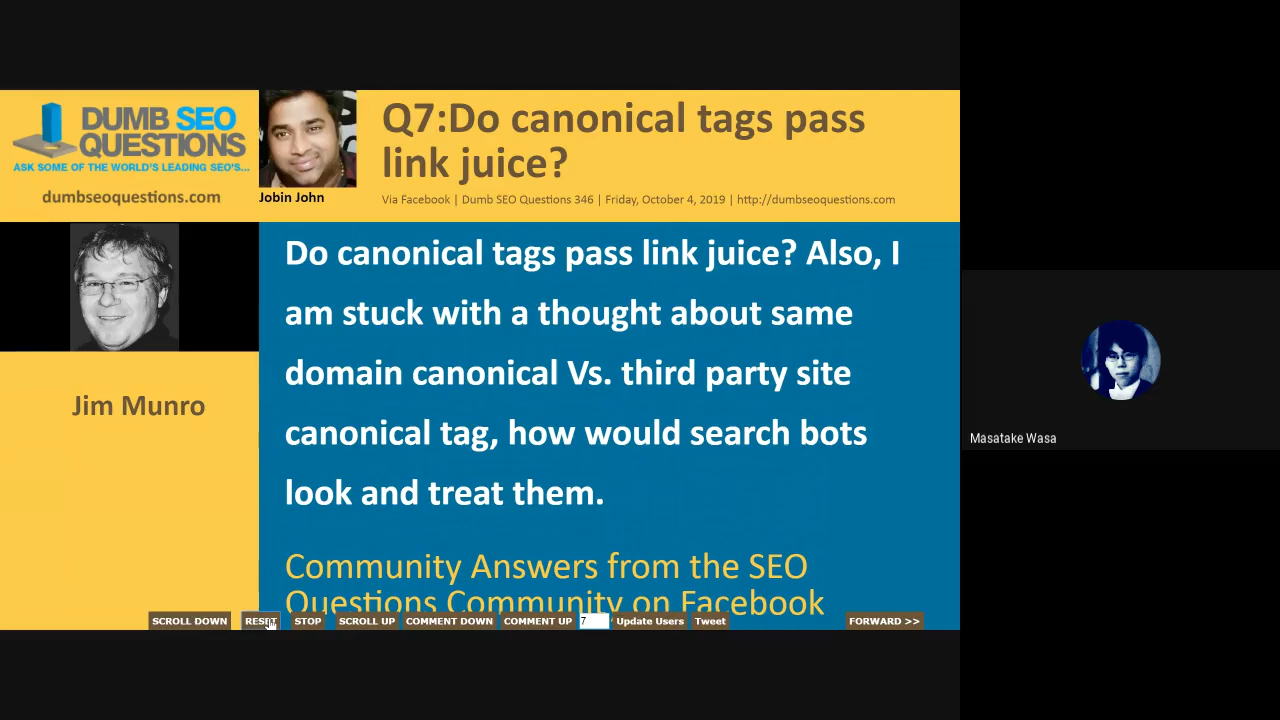 DUMB SEO
QUESTIONS
ASK SOME OF THE WORLD'S LEADING SEO'S...
dumbseoquestions.com
Jobin John
Q7:Do canonical tags pass
link juice?
Via Facebook | Dumb SEO Questions 346 | Friday, October 4, 2019 | http://dumbseoquestions.com
Jim Munro
Do canonical tags pass link juice? Also, I
am stuck with a thought about same
domain canonical Vs. third party site
canonical tag, how would search bots
look and treat them.
Community Answers from the SEO
Questions Community on Facebook
SCROLL DOWN RESET STOP SCROLL UP COMMENT DOWN COMMENT UP 7 Update Users Tweet FORWARD >>
Masatake Wasa